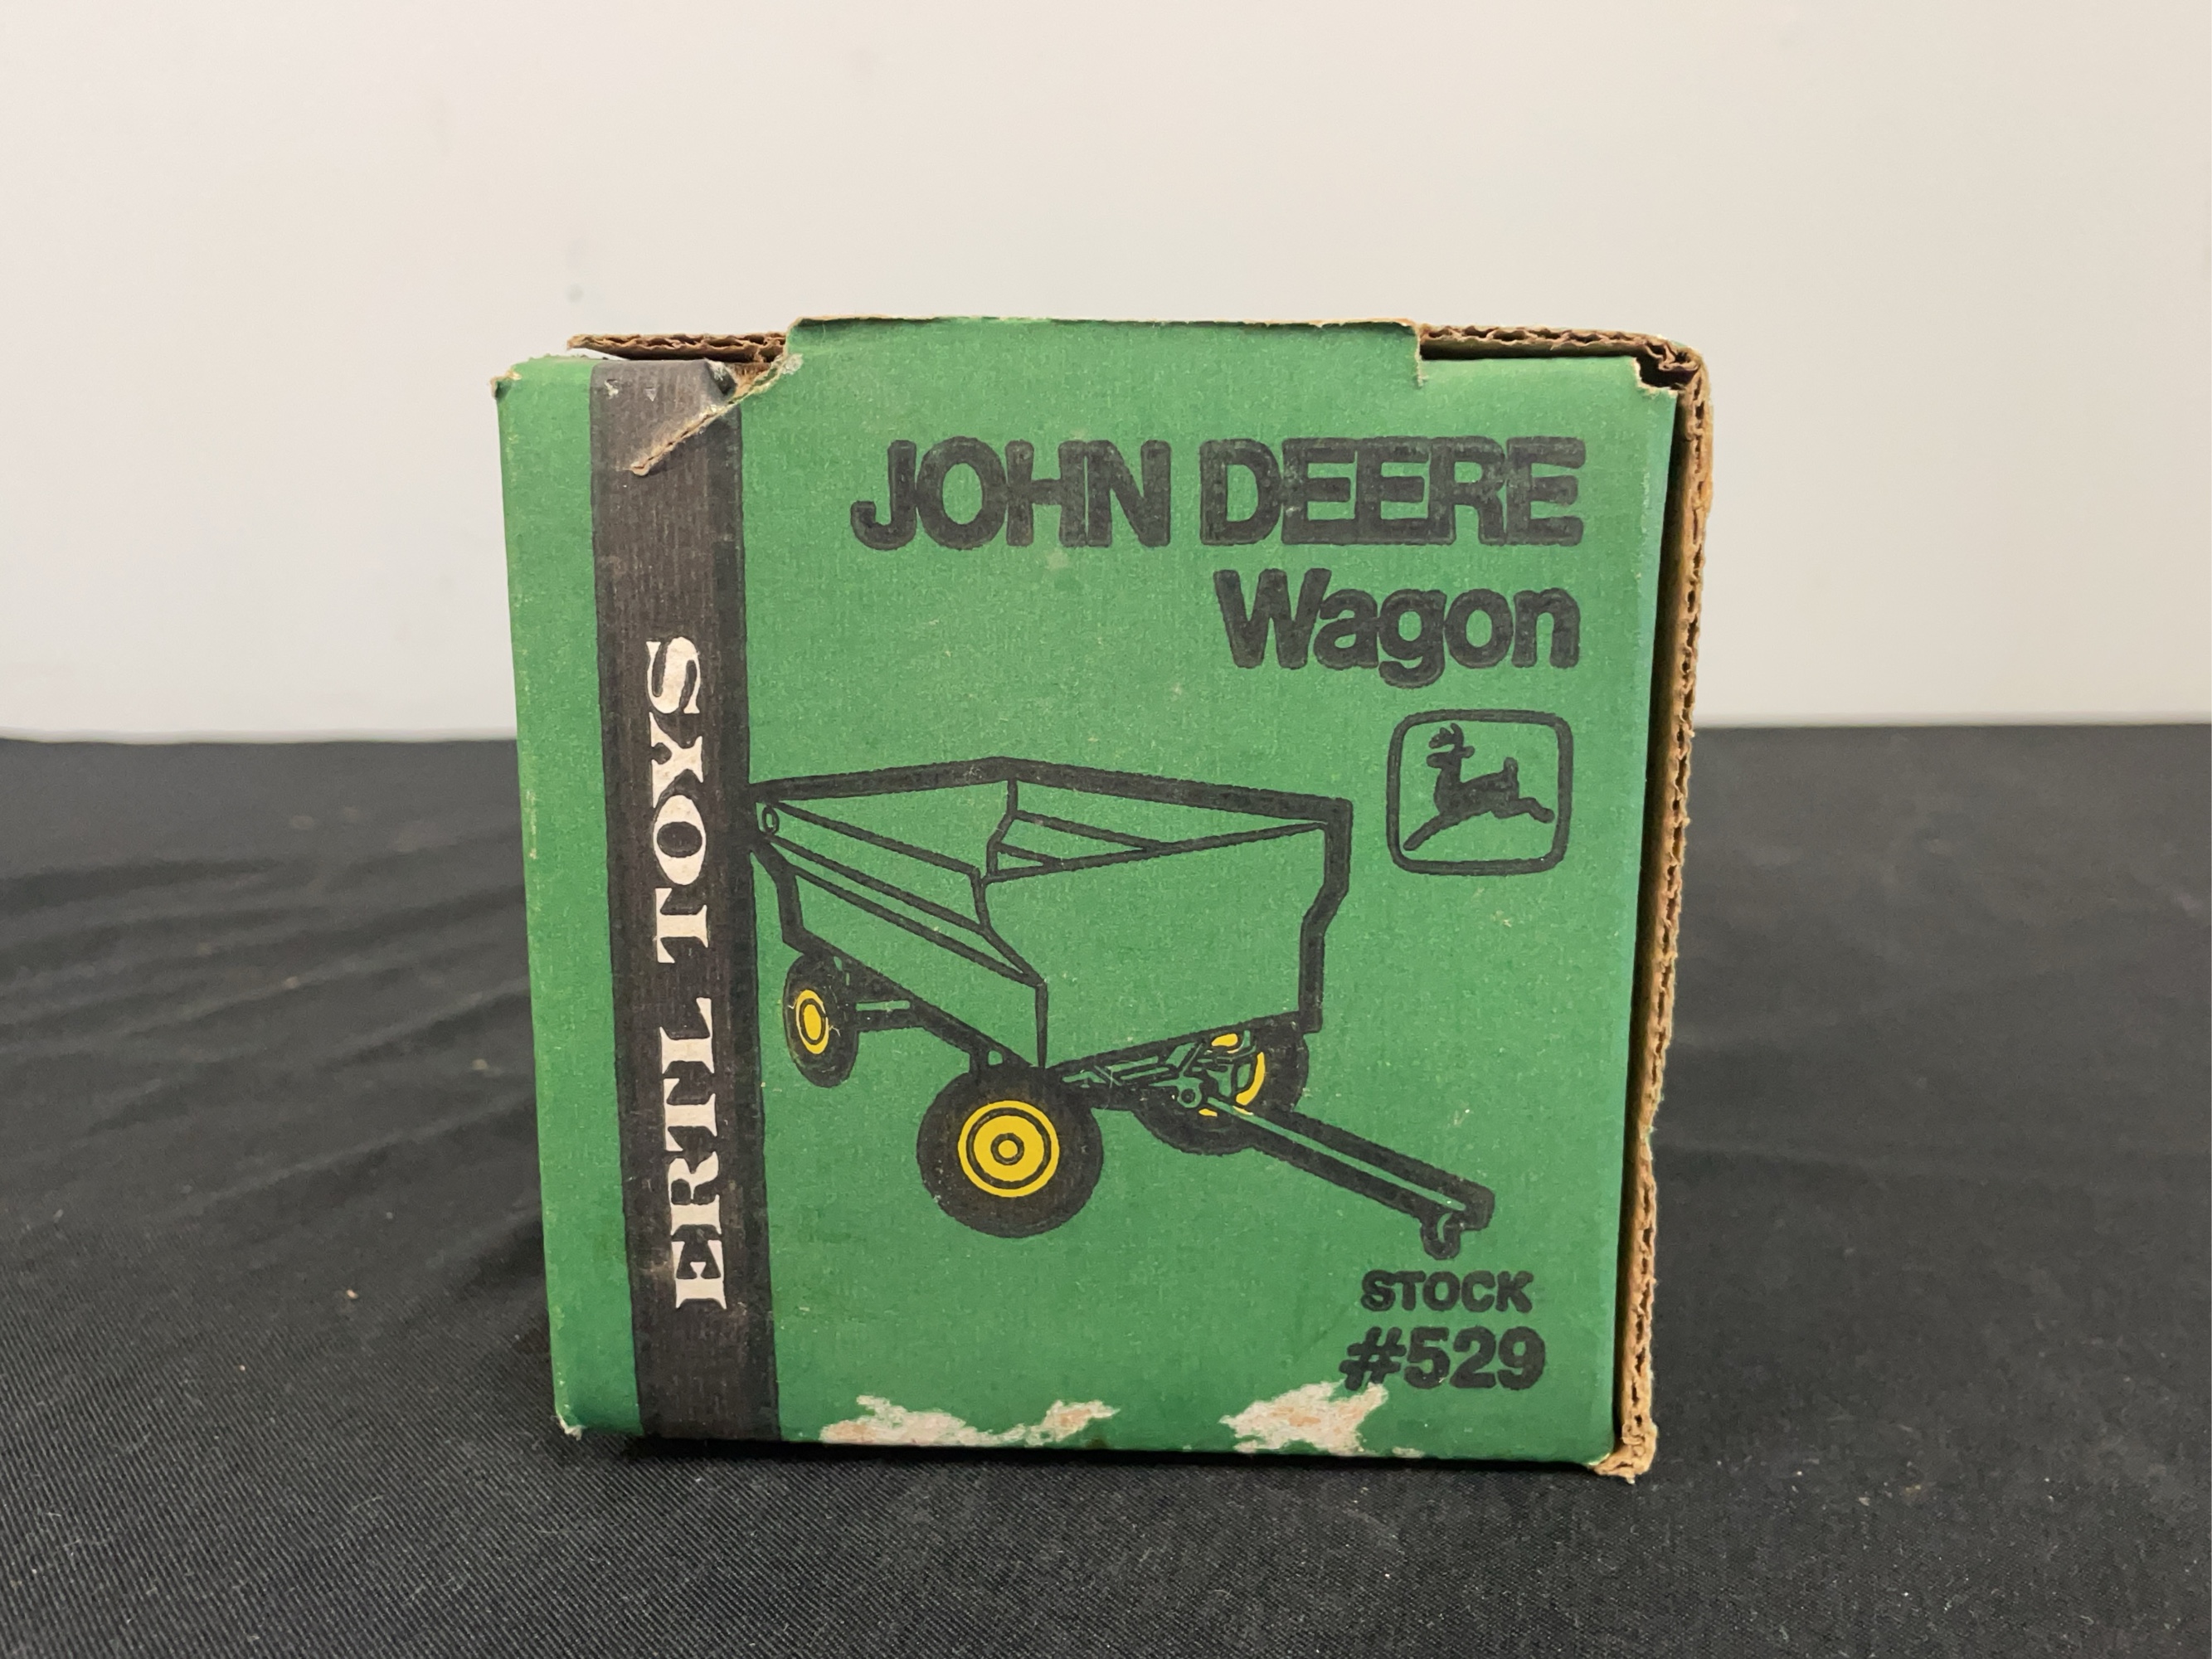 JOHN DEERE
Wagon
ERTL TOYS
STOCK
#529